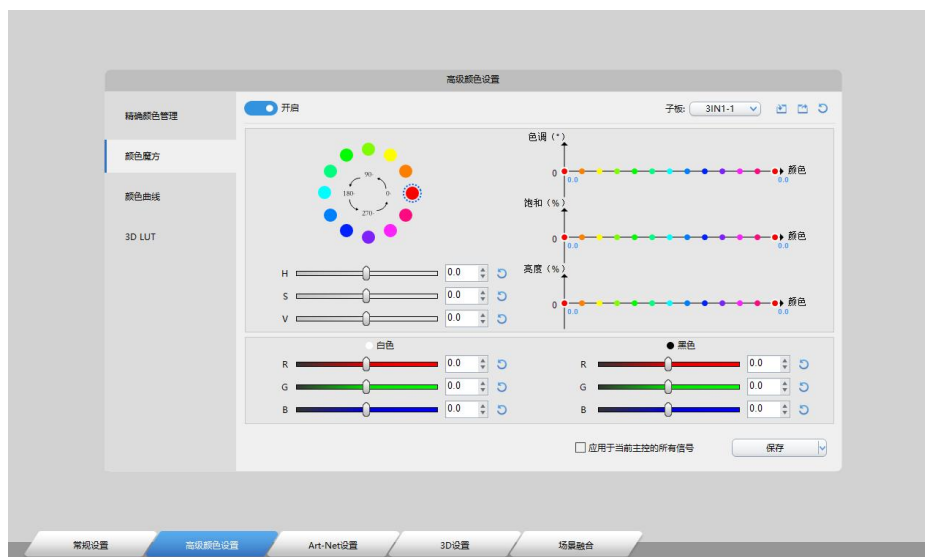 高级颜色设置
精确颜色管理
颜色魔方
颜色曲线
3D LUT
开启
子板: 3IN1-1
90·
180·
0·
270·
色调 (°)
0
0.0
0.0
颜色
饱和 (%)
0
0.0
0.0
颜色
亮度 (%)
0
0.0
0.0
颜色
H 0.0
S 0.0
V 0.0
白色
R 0.0
G 0.0
B 0.0
黑色
R 0.0
G 0.0
B 0.0
应用于当前主控的所有信号
保存
常规设置
高级颜色设置
Art-Net设置
3D设置
场景融合